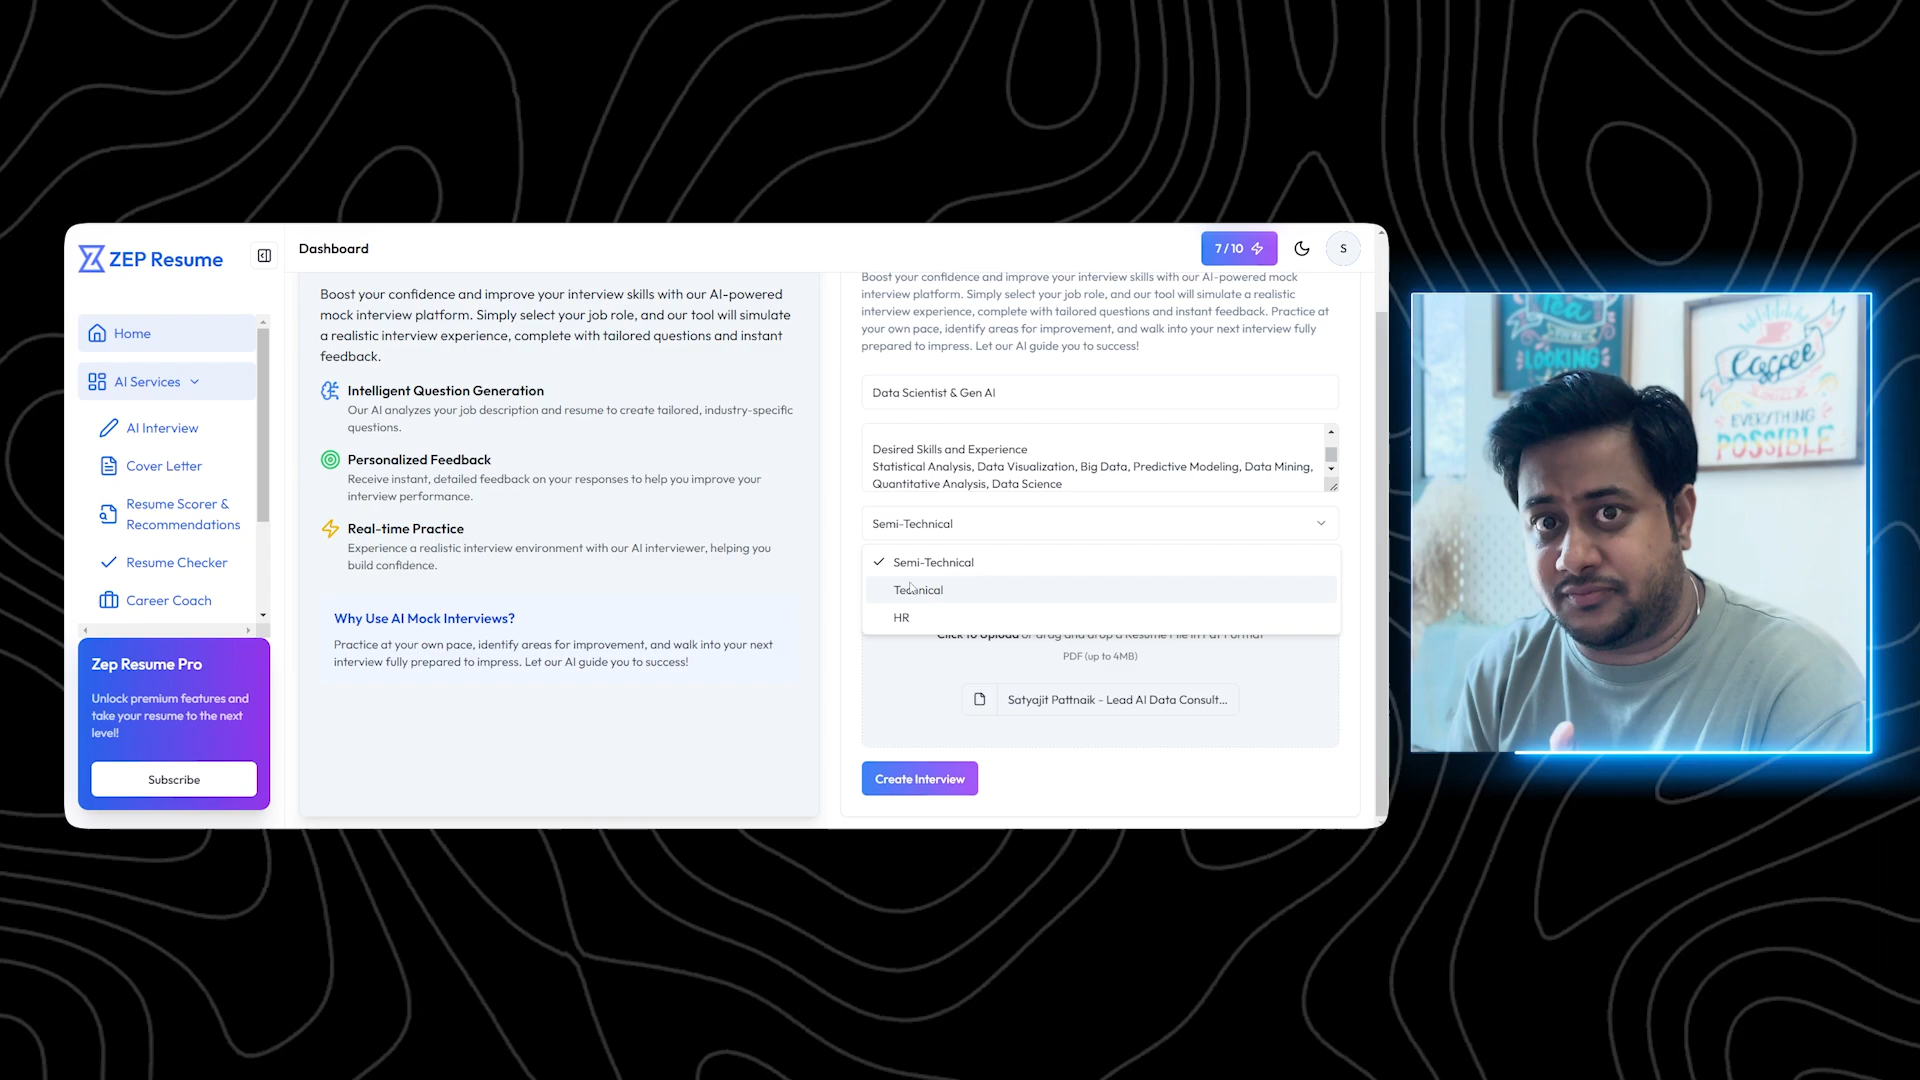 ZEP Resume
Dashboard
7 / 10
S
Home
AI Services
AI Interview
Cover Letter
Resume Scorer &
Recommendations
Resume Checker
Career Coach
Zep Resume Pro
Unlock premium features and
take your resume to the next
level!
Subscribe
Boost your confidence and improve your interview skills with our AI-powered
mock interview platform. Simply select your job role, and our tool will simulate
a realistic interview experience, complete with tailored questions and instant
feedback.
Intelligent Question Generation
Our AI analyzes your job description and resume to create tailored, industry-specific
questions.
Personalized Feedback
Receive instant, detailed feedback on your responses to help you improve your
interview performance.
Real-time Practice
Experience a realistic interview environment with our AI interviewer, helping you
build confidence.
Why Use AI Mock Interviews?
Practice at your own pace, identify areas for improvement, and walk into your next
interview fully prepared to impress. Let our AI guide you to success!
Boost your confidence and improve your interview skills with our AI-powered mock
interview platform. Simply select your job role, and our tool will simulate a realistic
interview experience, complete with tailored questions and instant feedback. Practice at
your own pace, identify areas for improvement, and walk into your next interview fully
prepared to impress. Let our AI guide you to success!
Data Scientist & Gen AI
Desired Skills and Experience
Statistical Analysis, Data Visualization, Big Data, Predictive Modeling, Data Mining,
Quantitative Analysis, Data Science
Semi-Technical
Semi-Technical
Technical
HR
Click to Upload or drag and drop a Resume File in PDF Format
PDF (up to 4MB)
Satyajit Pattnaik - Lead AI Data Consult...
Create Interview
Tea
LOOKING
Coffee
EVERYTHING
POSSIBLE